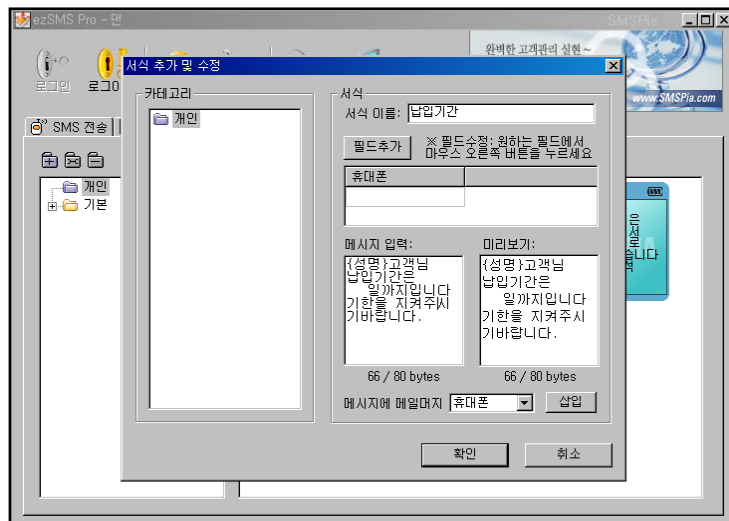 ezSMS Pro - 맨
SMSPia
완벽한 고객관리 실현~
www.SMSPia.com
로그인
로그아
SMS 전송
개인
기본
서식 추가 및 수정
카테고리
개인
서식
서식 이름: 납입기간
필드추가
※ 필드수정: 원하는 필드에서
마우스 오른쪽 버튼을 누르세요
휴대폰
메시지 입력:
{성명}고객님
납입기간은
일까지입니다
기한을 지켜주시
기바랍니다.
66 / 80 bytes
미리보기:
{성명}고객님
납입기간은
일까지입니다
기한을 지켜주시
기바랍니다.
66 / 80 bytes
메시지에 메일머지 휴대폰
삽입
확인
취소
은
서로
습니다